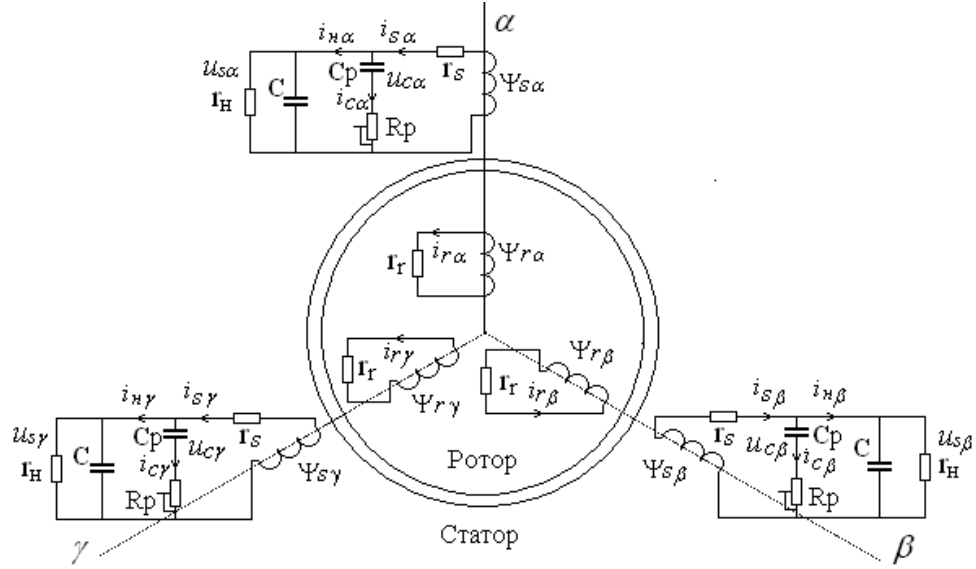 α
i_нα i_sα
u_sα C Cp u_cα r_s Ψ_sα
r_н i_cα Rp
r_r i_rα Ψ_rα
i_rγ r_r Ψ_rγ
Ψ_rβ r_r i_rβ
i_нγ i_sγ
u_sγ C Cp u_cγ r_s Ψ_sγ
r_н i_cγ Rp
i_sβ i_нβ
Ψ_sβ r_s u_cβ Cp C u_sβ
i_cβ Rp r_н
Ротор
Статор
γ
β